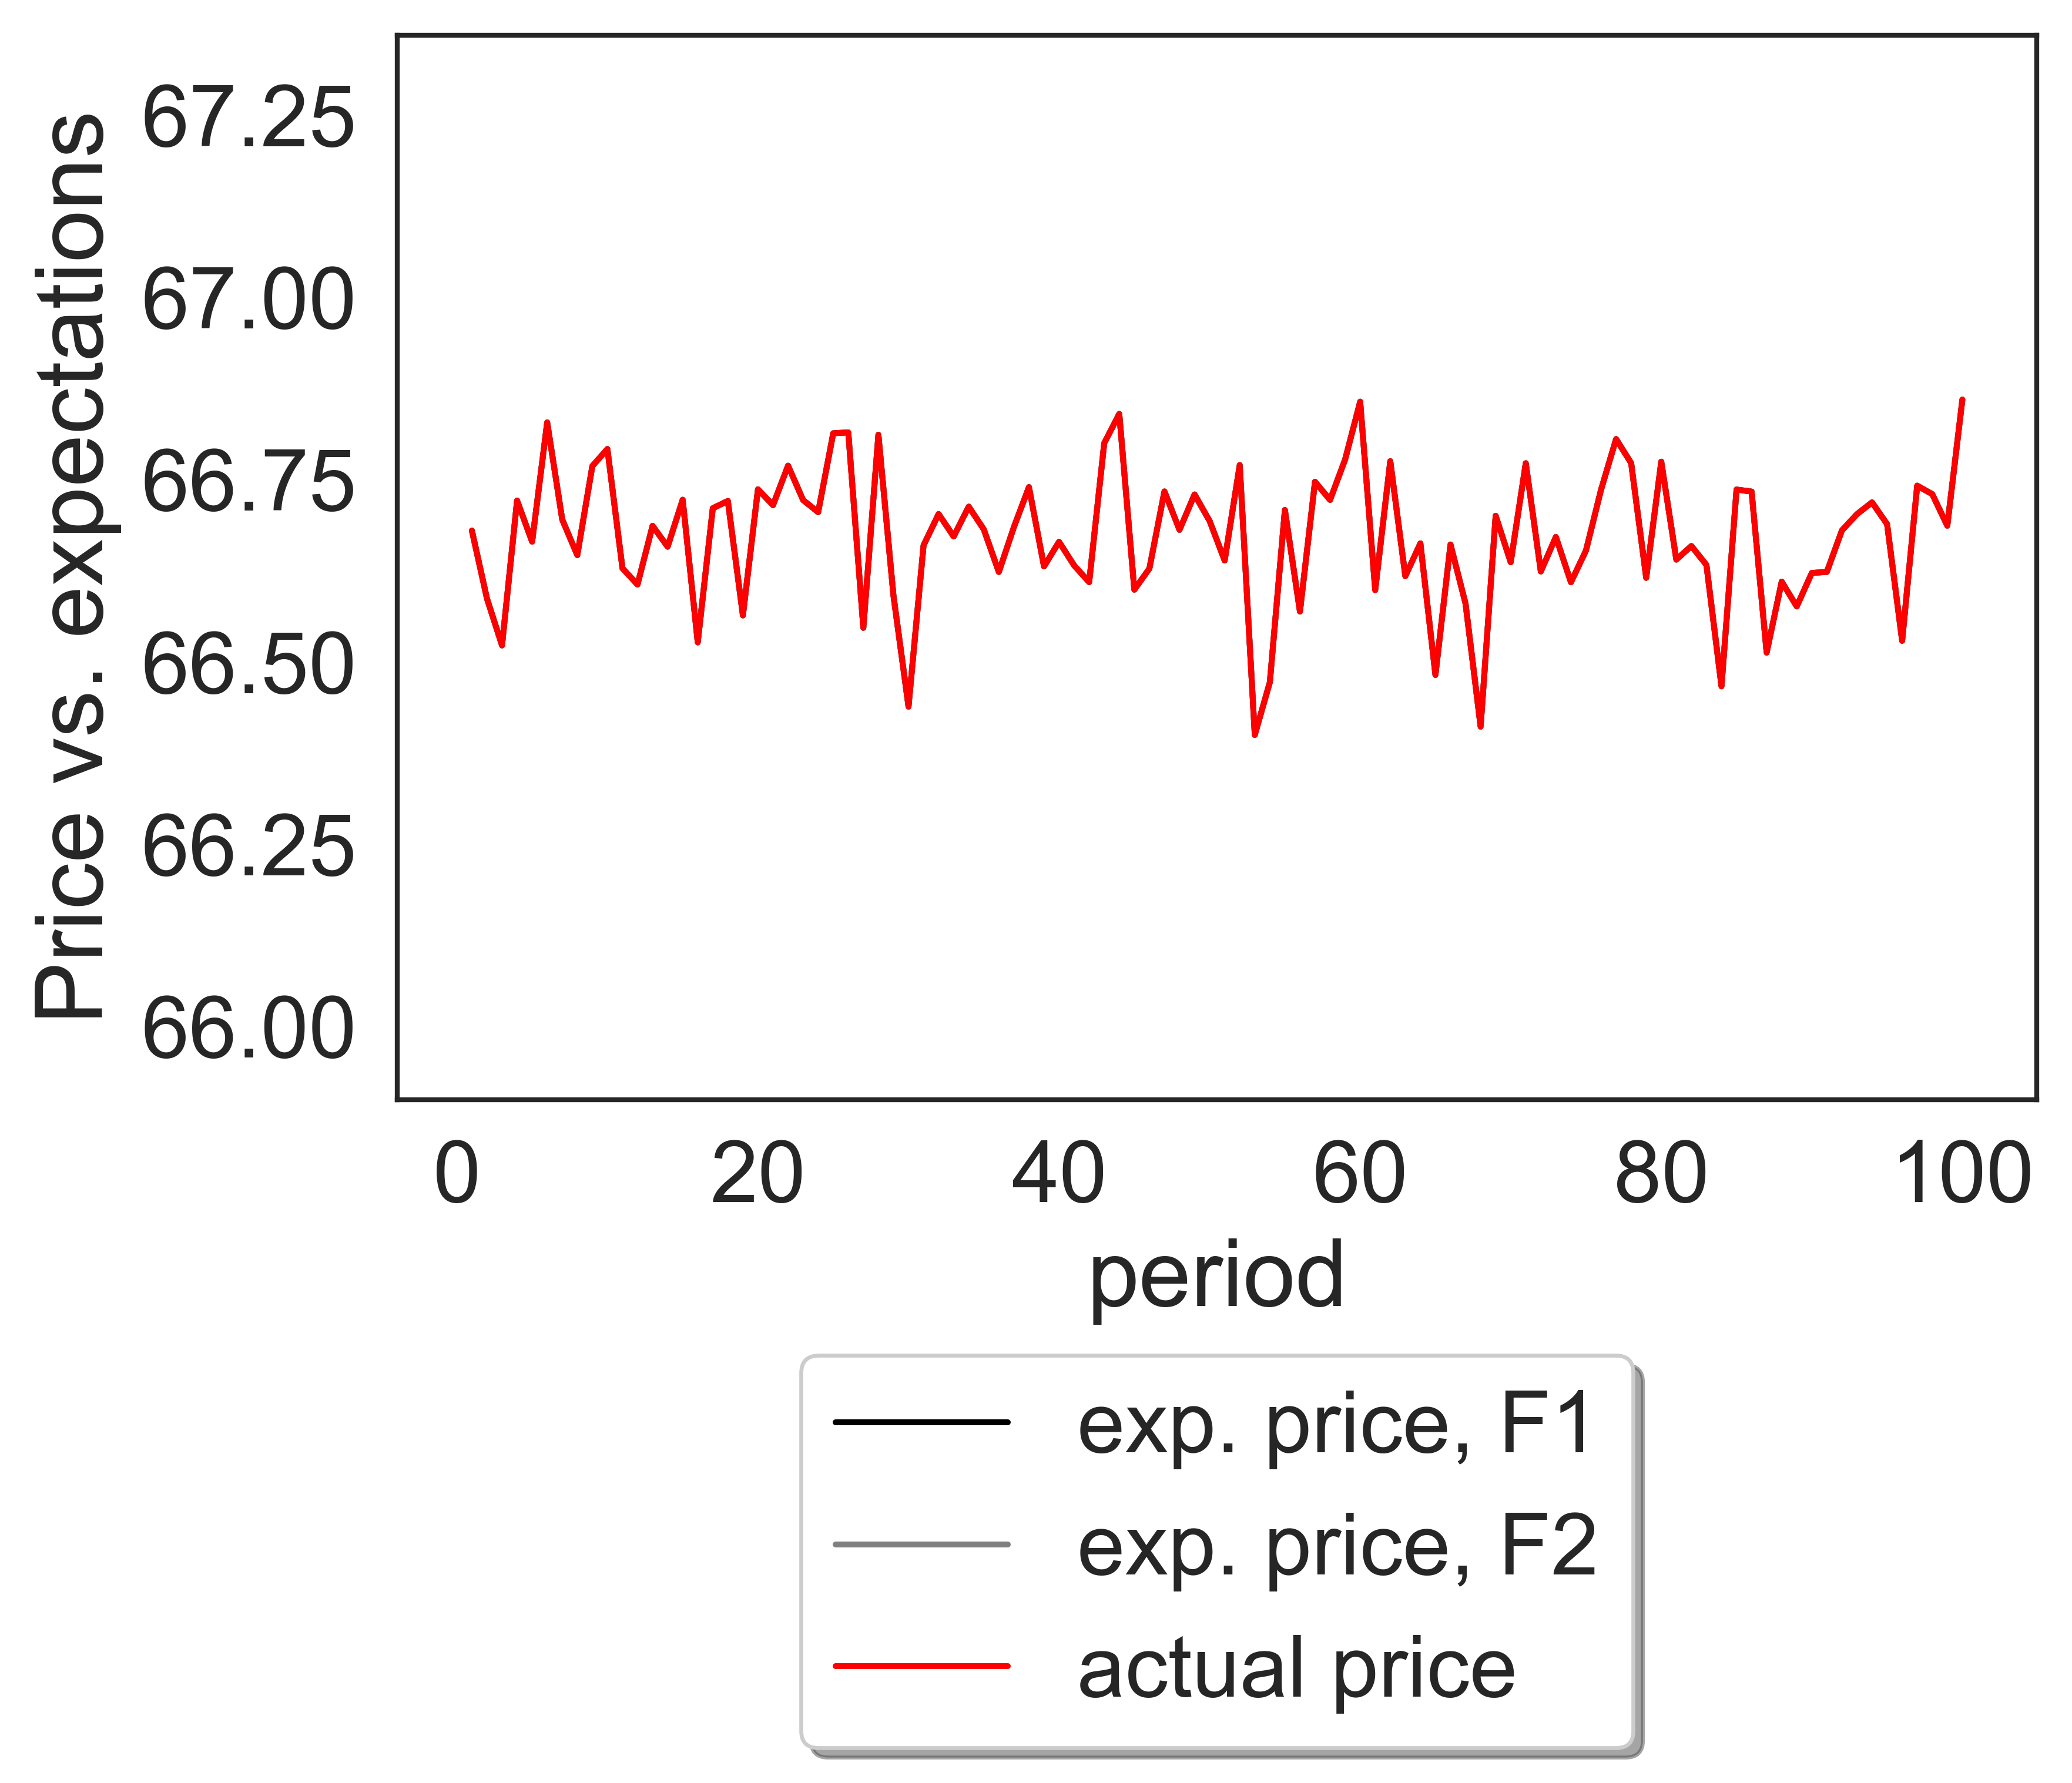 Price vs. expectations
67.25
67.00
66.75
66.50
66.25
66.00
0 20 40 60 80 100
period
exp. price, F1
exp. price, F2
actual price